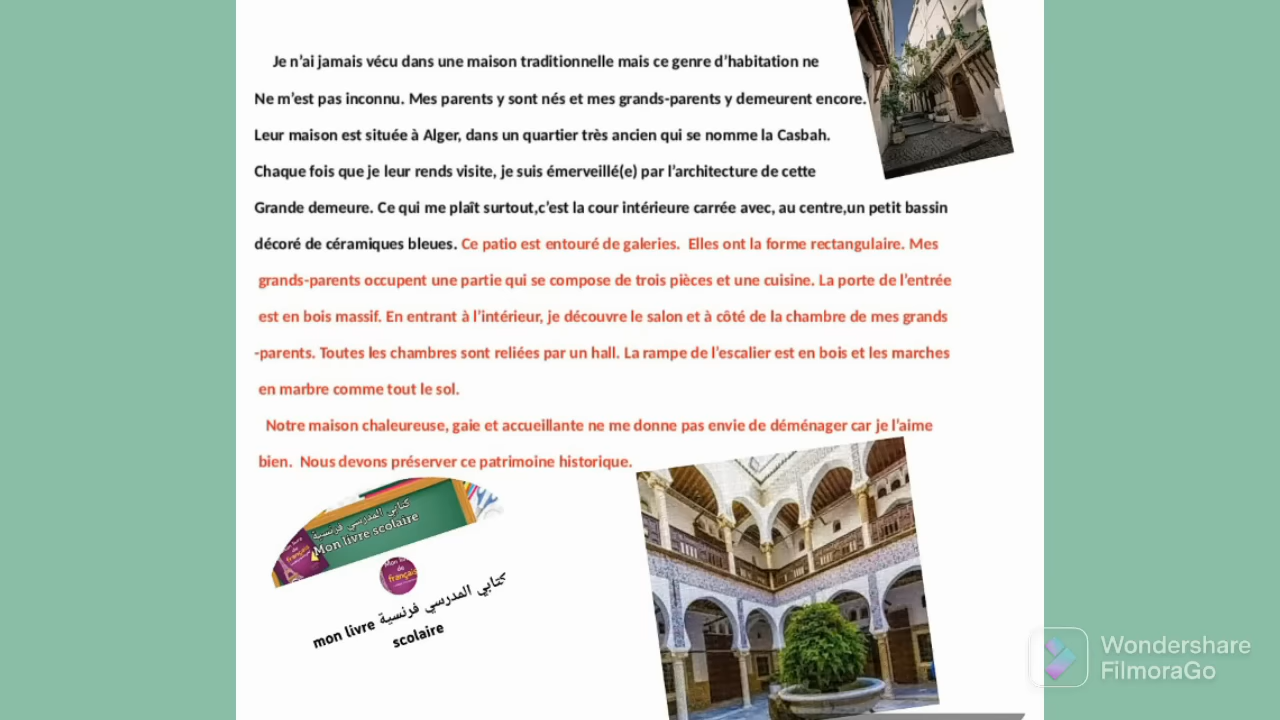 Je n'ai jamais vécu dans une maison traditionnelle mais ce genre d'habitation ne
Ne m'est pas inconnu. Mes parents y sont nés et mes grands-parents y demeurent encore.
Leur maison est située à Alger, dans un quartier très ancien qui se nomme la Casbah.
Chaque fois que je leur rends visite, je suis émerveillé(e) par l'architecture de cette
Grande demeure. Ce qui me plaît surtout,c'est la cour intérieure carrée avec, au centre,un petit bassin
décoré de céramiques bleues. Ce patio est entouré de galeries. Elles ont la forme rectangulaire. Mes
grands-parents occupent une partie qui se compose de trois pièces et une cuisine. La porte de l'entrée
est en bois massif. En entrant à l'intérieur, je découvre le salon et à côté de la chambre de mes grands
-parents. Toutes les chambres sont reliées par un hall. La rampe de l'escalier est en bois et les marches
en marbre comme tout le sol.
Notre maison chaleureuse, gaie et accueillante ne me donne pas envie de déménager car je l'aime
bien. Nous devons préserver ce patrimoine historique.
كتابي المدرسي فرنسية
Mon livre scolaire
de
français
de
français
mon livre كتابي المدرسي فرنسية
scolaire
Wondershare
FilmoraGo